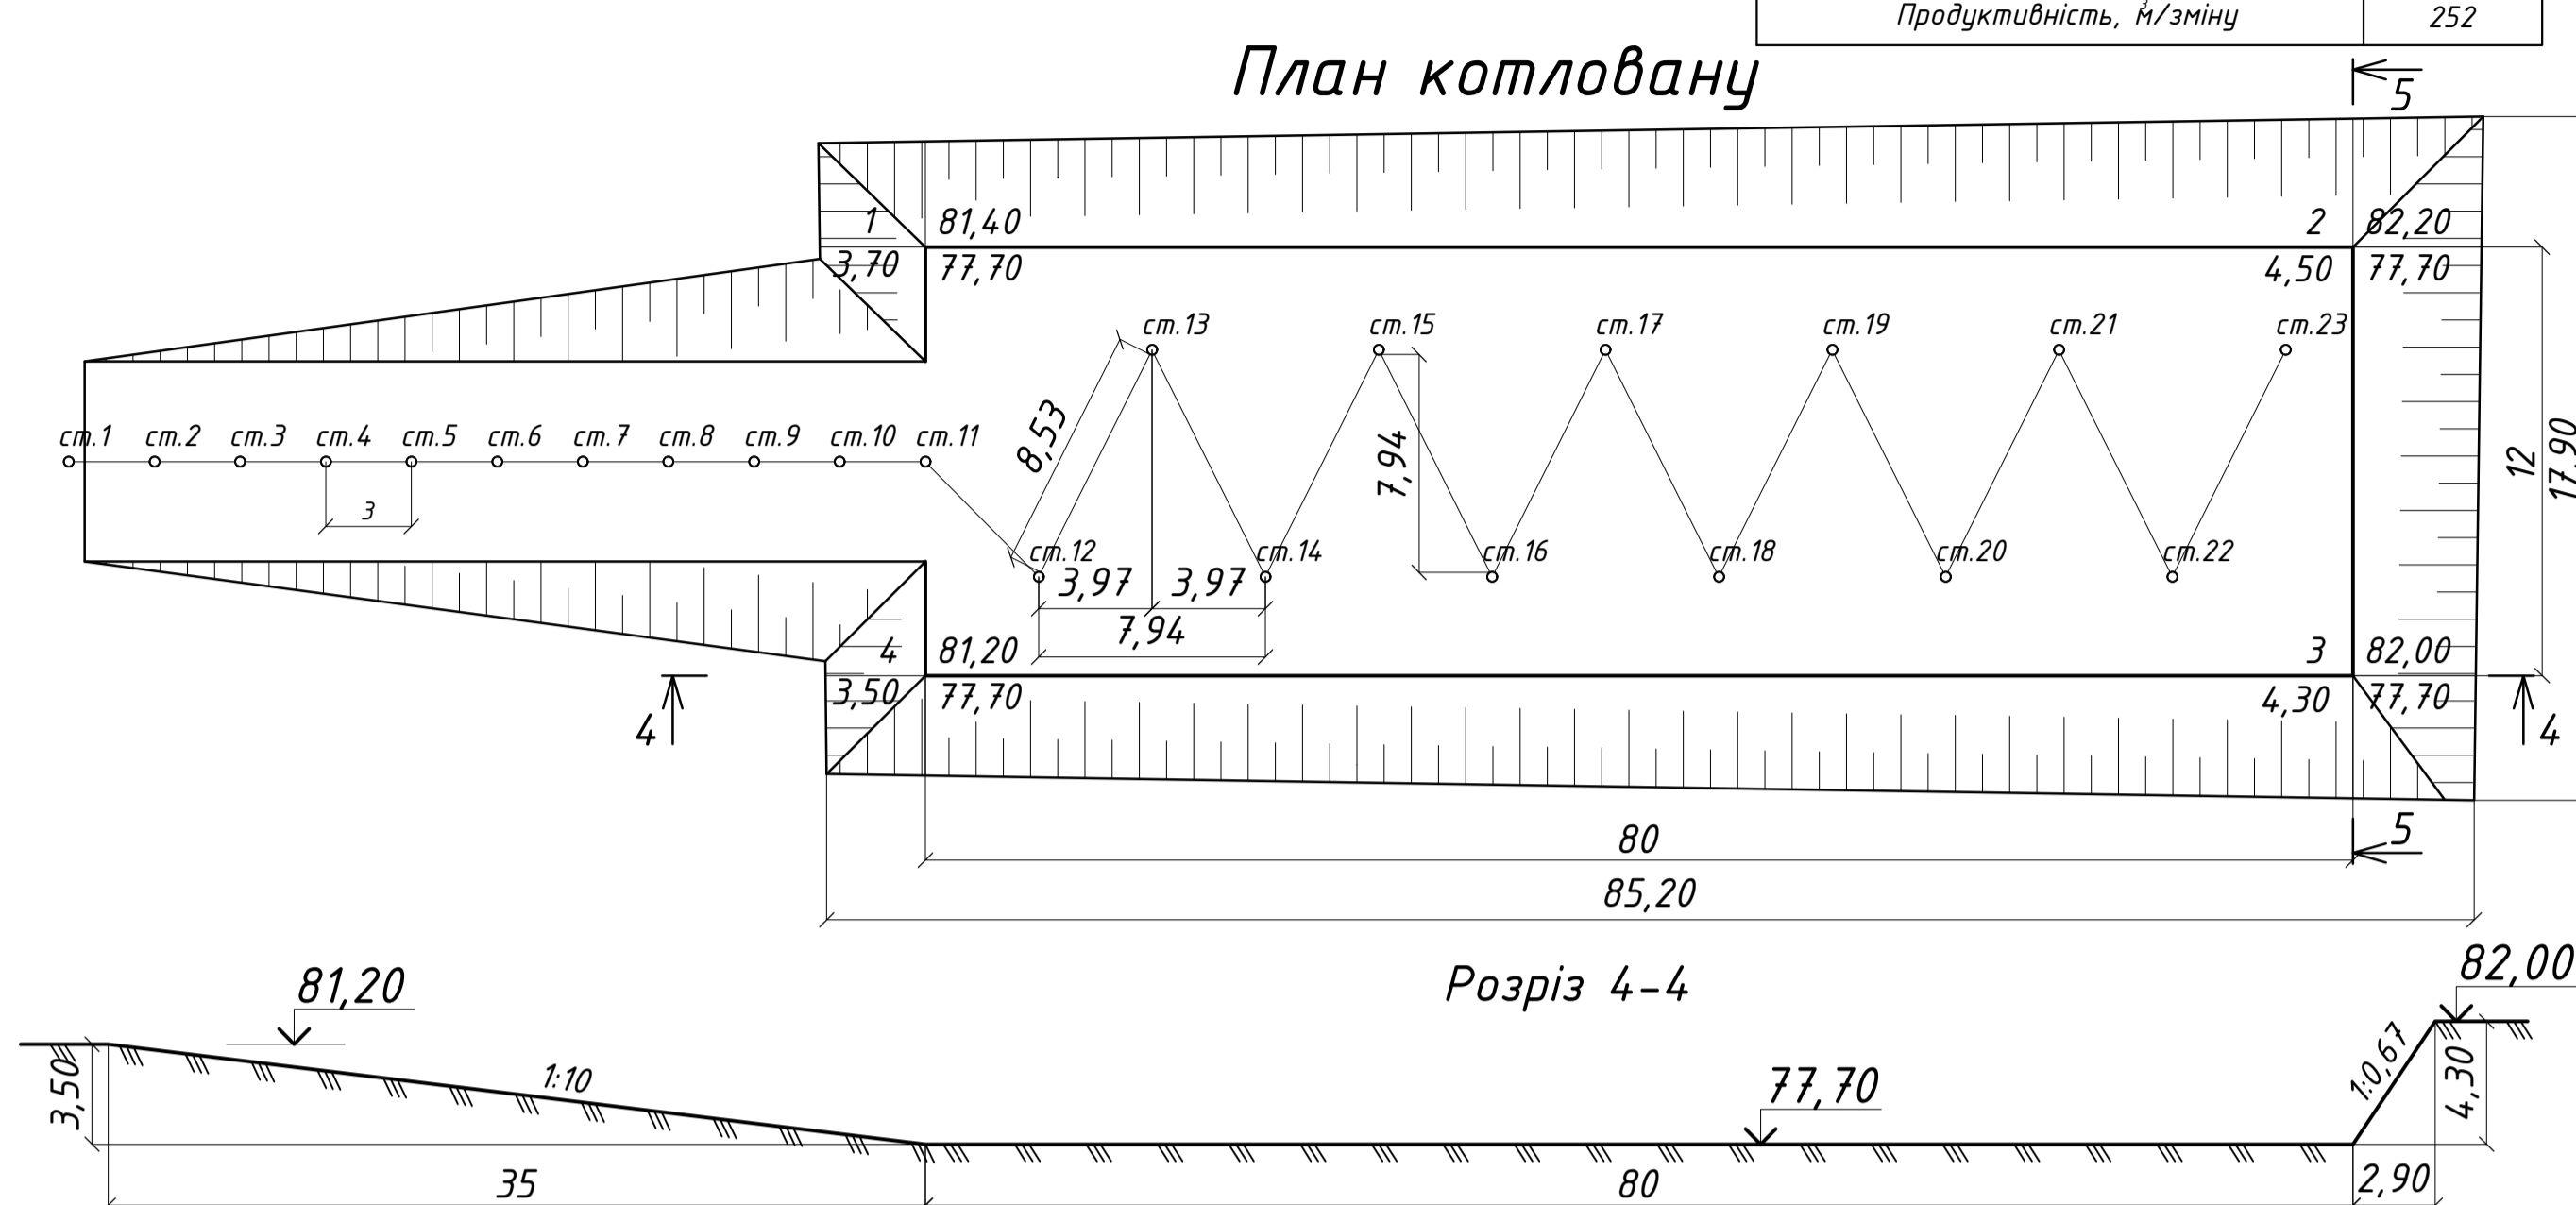 Продуктивність, м³/зміну 252
План котловану
5
1 81,40 2 82,20
3,70 77,70 4,50 77,70
ст.13 ст.15 ст.17 ст.19 ст.21 ст.23
ст.1 ст.2 ст.3 ст.4 ст.5 ст.6 ст.7 ст.8 ст.9 ст.10 ст.11
8,53
7,94
12
17,90
3
ст.12 ст.14 ст.16 ст.18 ст.20 ст.22
3,97 3,97
7,94
4 81,20 3 82,00
3,50 77,70 4,30 77,70
4 4
80
5
85,20
Розріз 4-4
81,20
82,00
3,50
1:10
77,70
1:0,67
4,30
35 80 2,90